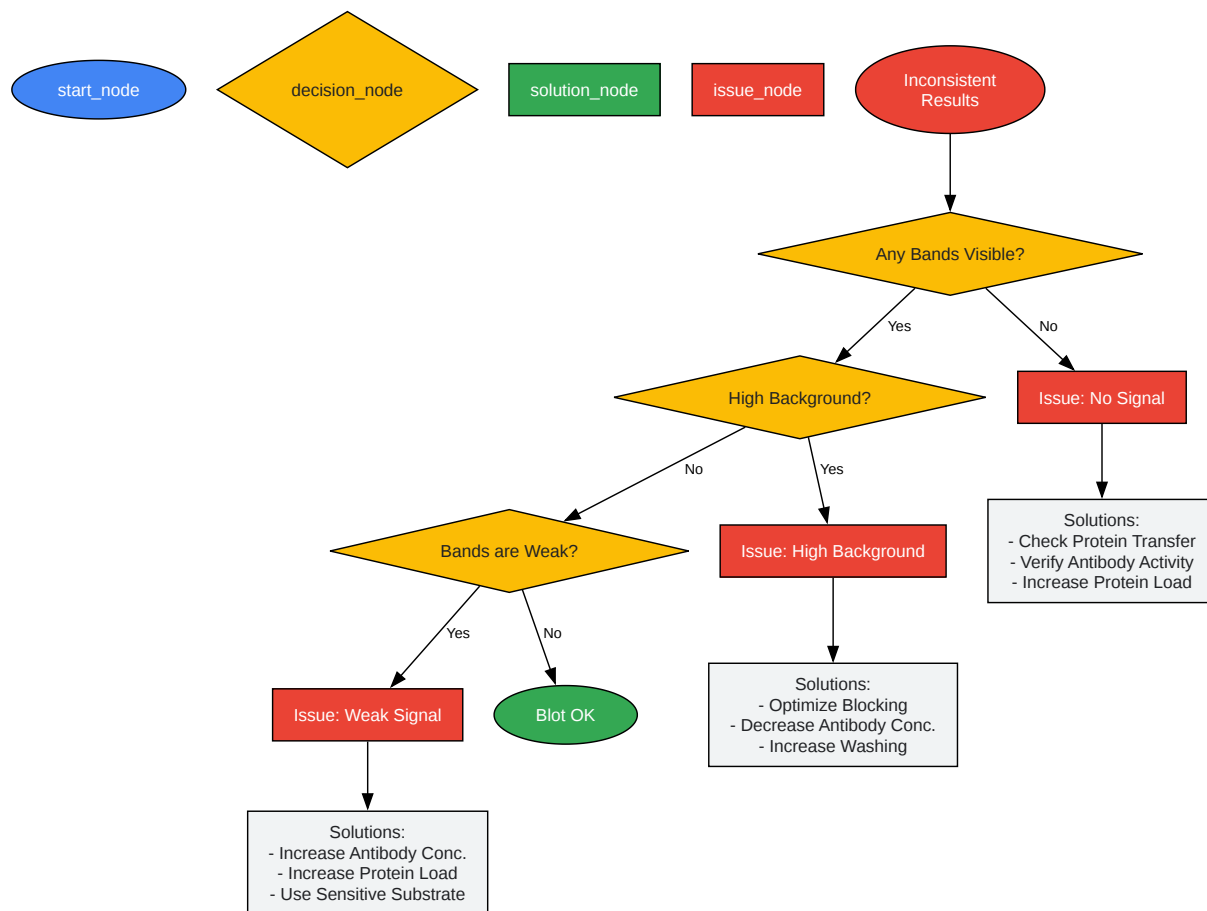 start_node
decision_node
solution_node
issue_node
Inconsistent
Results
Any Bands Visible?
Yes
No
High Background?
Issue: No Signal
No
Yes
Solutions:
- Check Protein Transfer
- Verify Antibody Activity
- Increase Protein Load
Bands are Weak?
Issue: High Background
Yes
No
Solutions:
- Optimize Blocking
- Decrease Antibody Conc.
- Increase Washing
Issue: Weak Signal
Blot OK
Solutions:
- Increase Antibody Conc.
- Increase Protein Load
- Use Sensitive Substrate